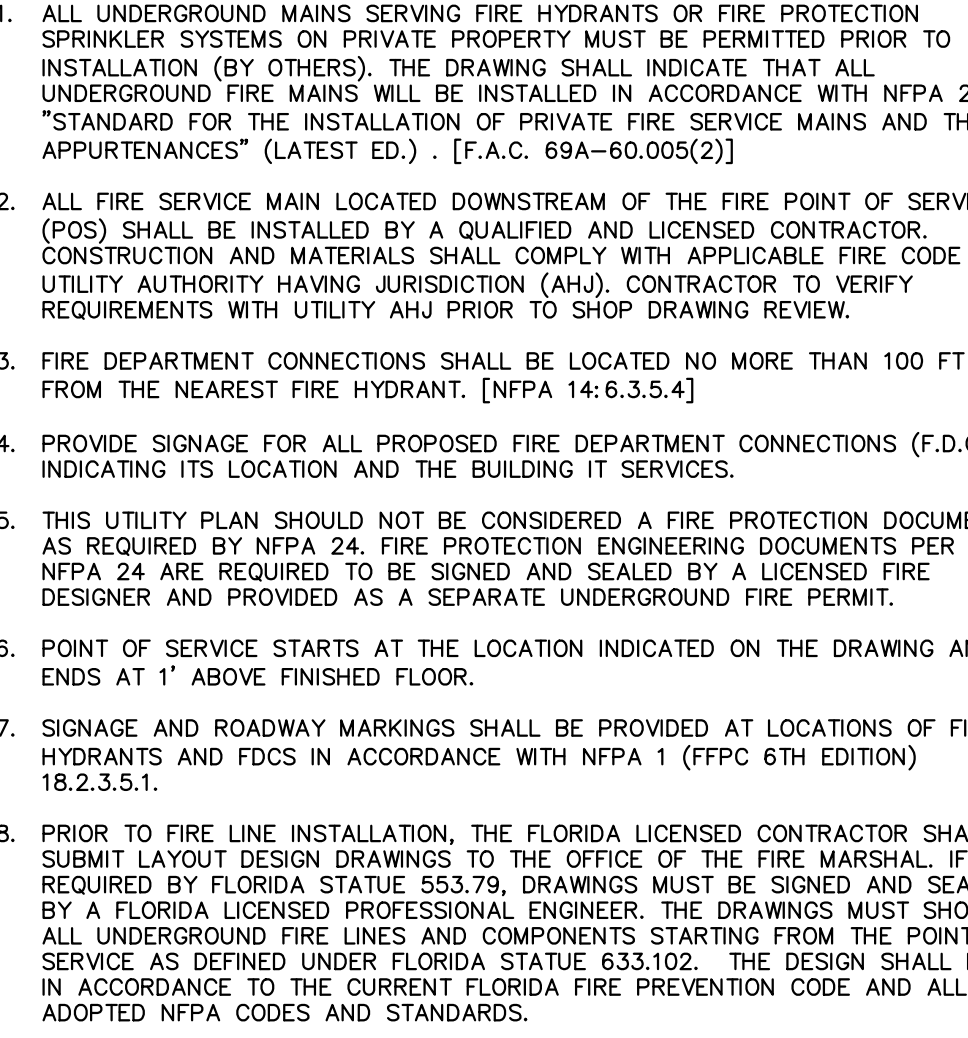 1. ALL UNDERGROUND MAINS SERVING FIRE HYDRANTS OR FIRE PROTECTION
SPRINKLER SYSTEMS ON PRIVATE PROPERTY MUST BE PERMITTED PRIOR TO
INSTALLATION (BY OTHERS). THE DRAWING SHALL INDICATE THAT ALL
UNDERGROUND FIRE MAINS WILL BE INSTALLED IN ACCORDANCE WITH NFPA 2
"STANDARD FOR THE INSTALLATION OF PRIVATE FIRE SERVICE MAINS AND TH
APPURTENANCES" (LATEST ED.) . [F.A.C. 69A–60.005(2)]
2. ALL FIRE SERVICE MAIN LOCATED DOWNSTREAM OF THE FIRE POINT OF SERV
(POS) SHALL BE INSTALLED BY A QUALIFIED AND LICENSED CONTRACTOR.
CONSTRUCTION AND MATERIALS SHALL COMPLY WITH APPLICABLE FIRE CODE
UTILITY AUTHORITY HAVING JURISDICTION (AHJ). CONTRACTOR TO VERIFY
REQUIREMENTS WITH UTILITY AHJ PRIOR TO SHOP DRAWING REVIEW.
3. FIRE DEPARTMENT CONNECTIONS SHALL BE LOCATED NO MORE THAN 100 FT
FROM THE NEAREST FIRE HYDRANT. [NFPA 14:6.3.5.4]
4. PROVIDE SIGNAGE FOR ALL PROPOSED FIRE DEPARTMENT CONNECTIONS (F.D.C
INDICATING ITS LOCATION AND THE BUILDING IT SERVICES.
5. THIS UTILITY PLAN SHOULD NOT BE CONSIDERED A FIRE PROTECTION DOCUME
AS REQUIRED BY NFPA 24. FIRE PROTECTION ENGINEERING DOCUMENTS PER
NFPA 24 ARE REQUIRED TO BE SIGNED AND SEALED BY A LICENSED FIRE
DESIGNER AND PROVIDED AS A SEPARATE UNDERGROUND FIRE PERMIT.
6. POINT OF SERVICE STARTS AT THE LOCATION INDICATED ON THE DRAWING AN
ENDS AT 1' ABOVE FINISHED FLOOR.
7. SIGNAGE AND ROADWAY MARKINGS SHALL BE PROVIDED AT LOCATIONS OF FI
HYDRANTS AND FDCS IN ACCORDANCE WITH NFPA 1 (FFPC 6TH EDITION)
18.2.3.5.1.
8. PRIOR TO FIRE LINE INSTALLATION, THE FLORIDA LICENSED CONTRACTOR SHA
SUBMIT LAYOUT DESIGN DRAWINGS TO THE OFFICE OF THE FIRE MARSHAL. IF
REQUIRED BY FLORIDA STATUE 553.79, DRAWINGS MUST BE SIGNED AND SEA
BY A FLORIDA LICENSED PROFESSIONAL ENGINEER. THE DRAWINGS MUST SHO
ALL UNDERGROUND FIRE LINES AND COMPONENTS STARTING FROM THE POINT
SERVICE AS DEFINED UNDER FLORIDA STATUE 633.102. THE DESIGN SHALL
IN ACCORDANCE TO THE CURRENT FLORIDA FIRE PREVENTION CODE AND ALL
ADOPTED NFPA CODES AND STANDARDS.